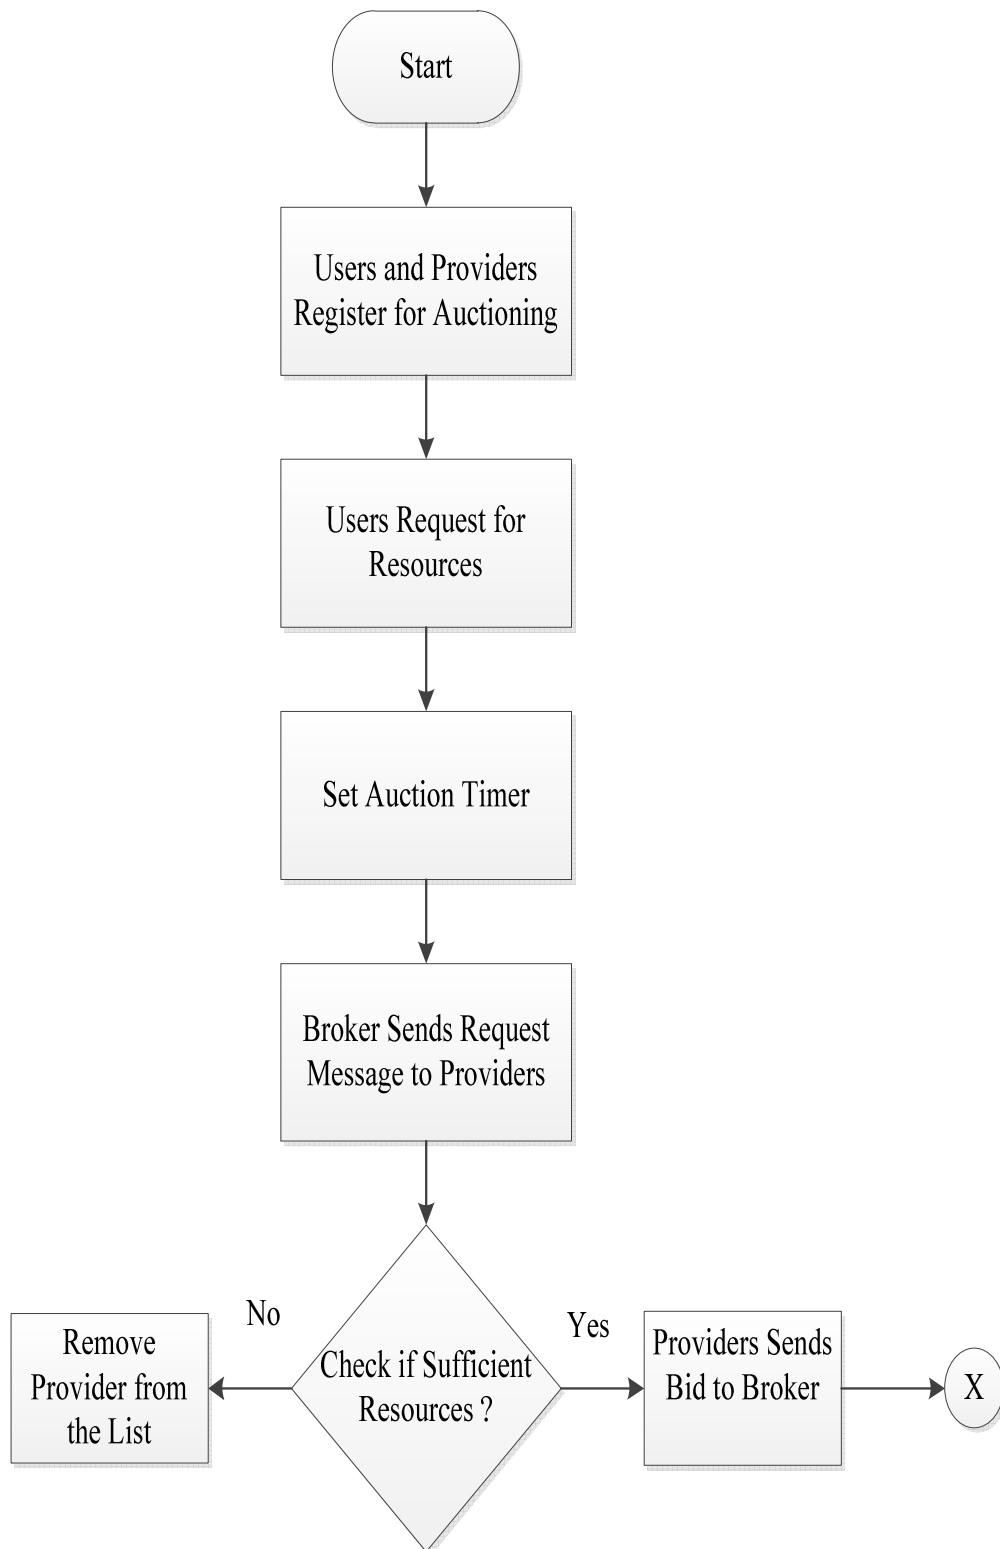 Start
Users and Providers
Register for Auctioning
Users Request for
Resources
Set Auction Timer
Broker Sends Request
Message to Providers
No
Yes
Remove
Provider from
the List
Check if Sufficient
Resources ?
Providers Sends
Bid to Broker
X